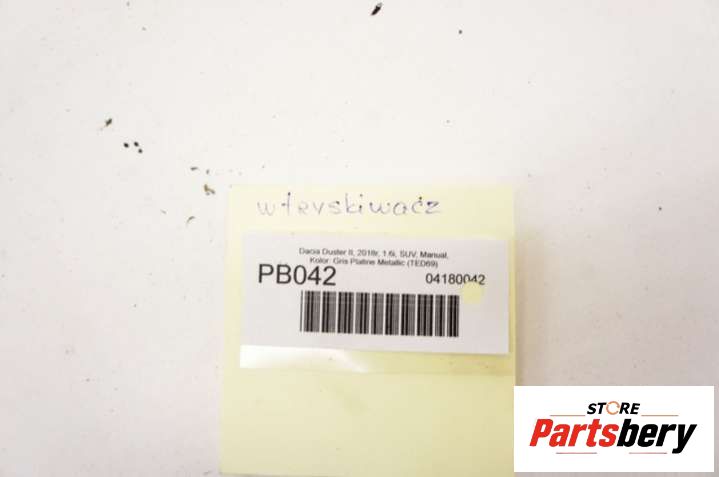 wtryskiwacz
Dacia Duster II, 2018r, 1.6i, SUV, Manual,
Kolor: Gris Platine Metallic (TED69)
PB042
04180042
STORE
Partsbery